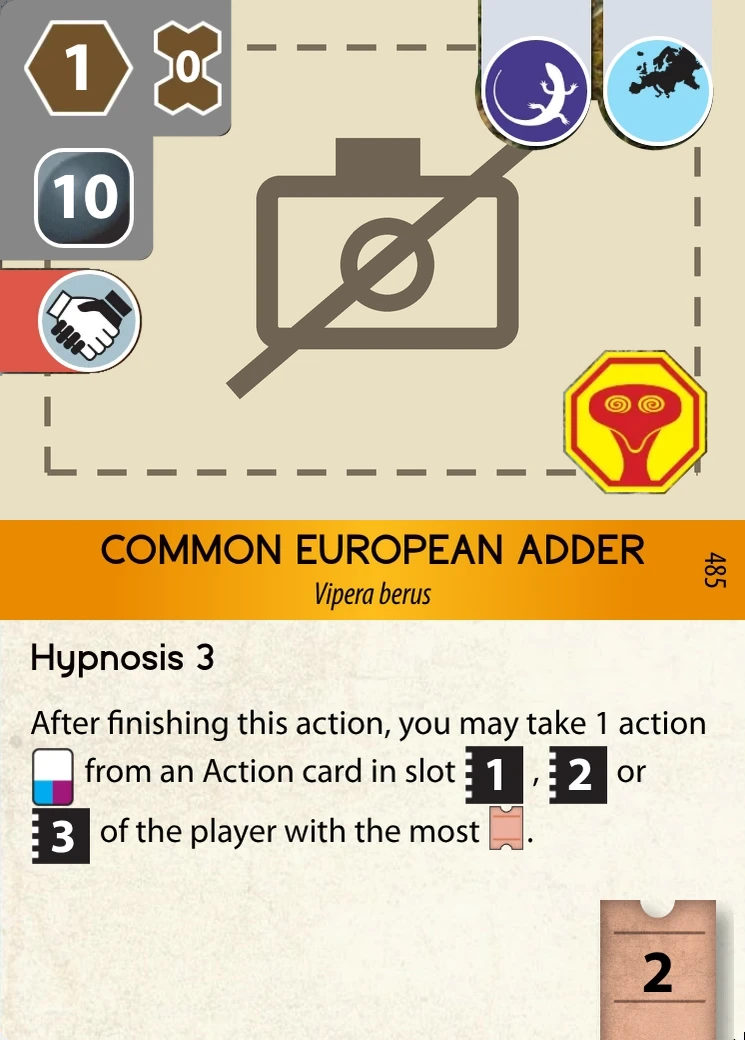 1 0
10
COMMON EUROPEAN ADDER
Vipera berus
485
Hypnosis 3
After finishing this action, you may take 1 action
from an Action card in slot 1 , 2 or
3 of the player with the most .
2